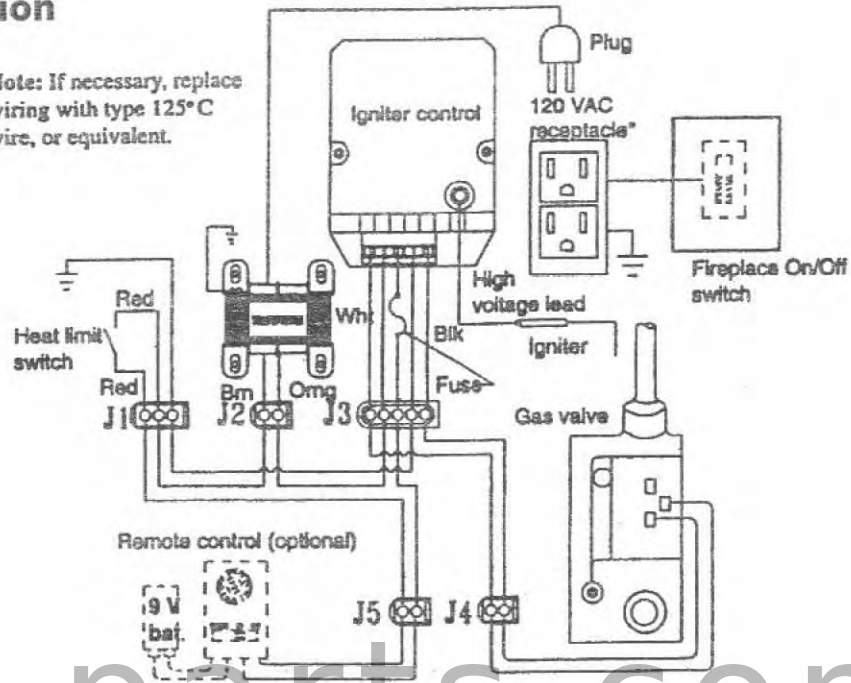 ion
Note: If necessary, replace
wiring with type 125°C
wire, or equivalent.
Plug
Igniter control
120 VAC
receptacle*
Fireplace On/Off
switch
High
voltage lead
Igniter
Red
Heat limit
switch
Red
Wht
Blk
Fuse
Brn
Orng
J1
J2
J3
Gas valve
Remote control (optional)
9 V
bat.
J5
J4
parts.com